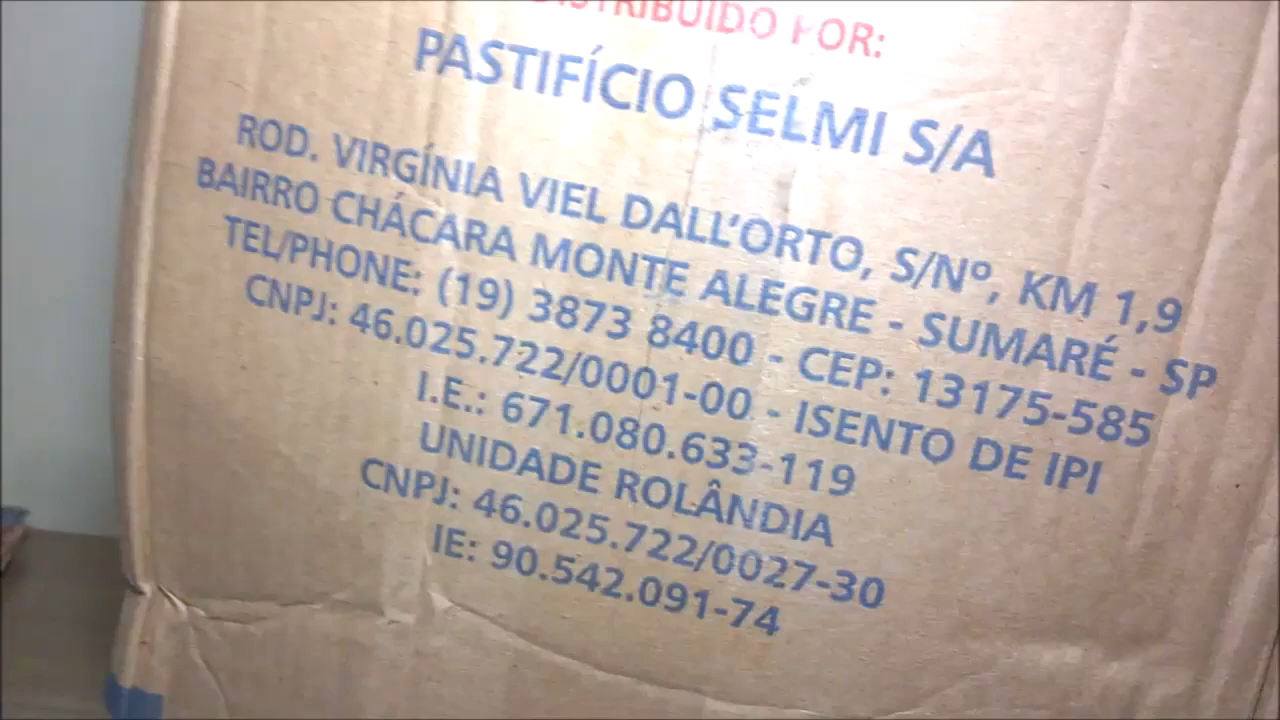 DISTRIBUÍDO POR:
PASTIFÍCIO SELMI S/A
ROD. VIRGÍNIA VIEL DALL'ORTO, S/Nº, KM 1,9
BAIRRO CHÁCARA MONTE ALEGRE - SUMARÉ - SP
TEL/PHONE: (19) 3873 8400 - CEP: 13175-585
CNPJ: 46.025.722/0001-00 - ISENTO DE IPI
I.E.: 671.080.633-119
UNIDADE ROLÂNDIA
CNPJ: 46.025.722/0027-30
IE: 90.542.091-74